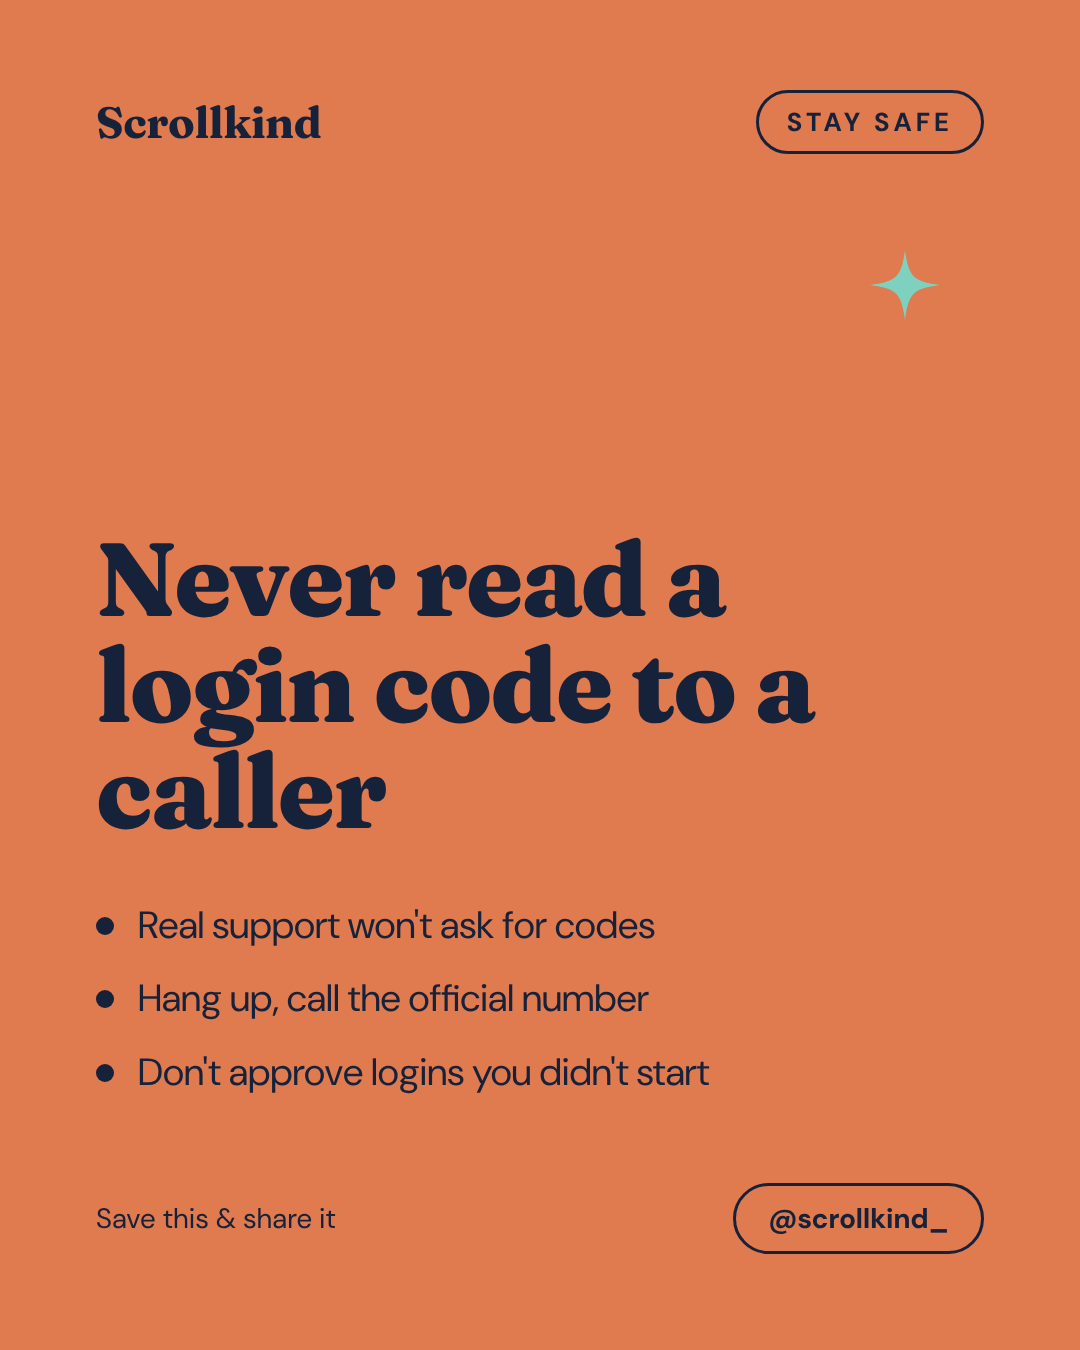 Scrollkind
STAY SAFE
Never read a
login code to a
caller
Real support won't ask for codes
Hang up, call the official number
Don't approve logins you didn't start
Save this & share it
@scrollkind_